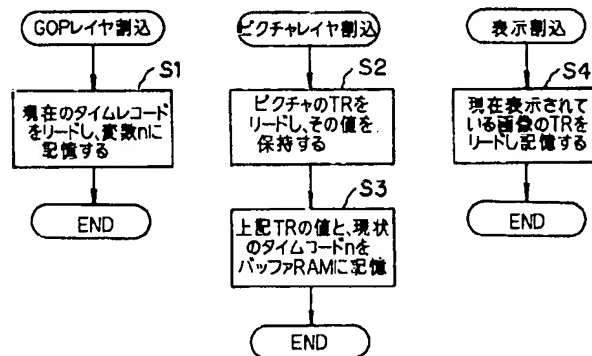 GOPレイヤ割込
S1
現在のタイムレコード
をリードし、変数nに
記憶する
END
ピクチャレイヤ割込
S2
ピクチャのTRを
リードし、その値を
保持する
S3
上記TRの値と、現状
のタイムコードnを
バッファRAMに記憶
END
表示割込
S4
現在表示されて
いる画像のTRを
リードし記憶する
END